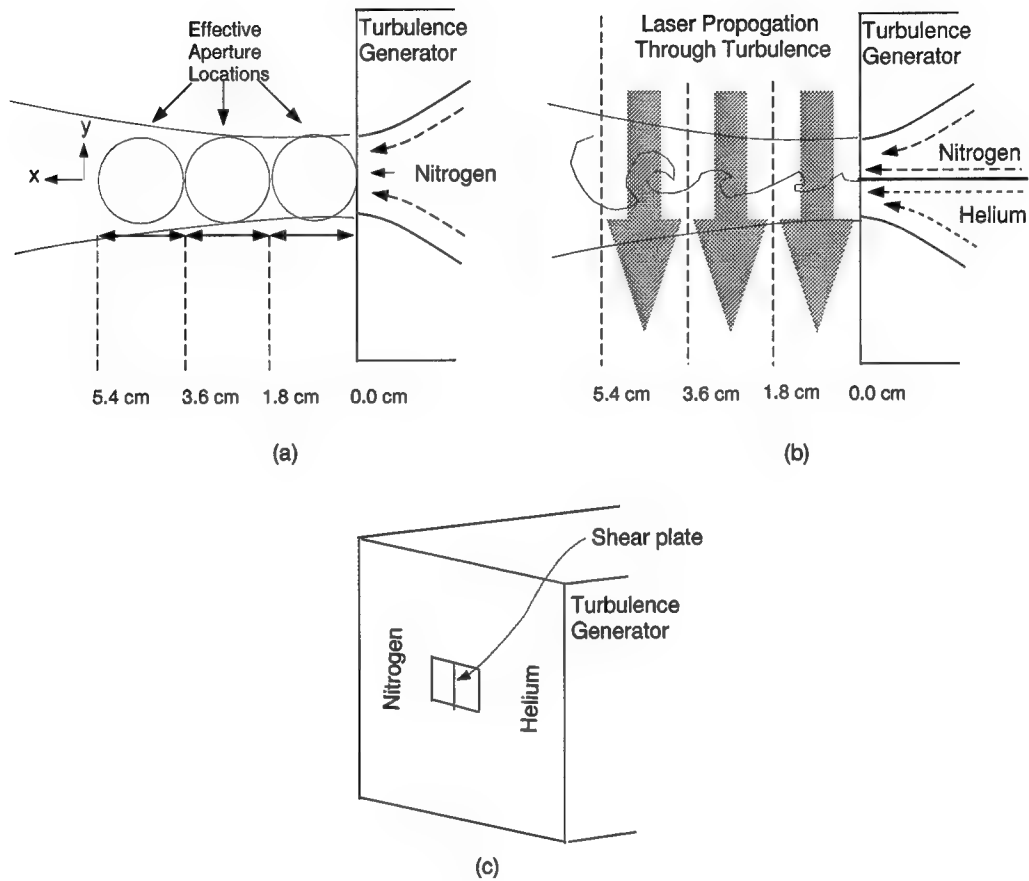 Effective
Aperture
Locations
Turbulence
Generator
y
x
Nitrogen
5.4 cm
3.6 cm
1.8 cm
0.0 cm
(a)
Laser Propogation
Through Turbulence
Turbulence
Generator
Nitrogen
Helium
5.4 cm
3.6 cm
1.8 cm
0.0 cm
(b)
Shear plate
Turbulence
Generator
Nitrogen
Helium
(c)